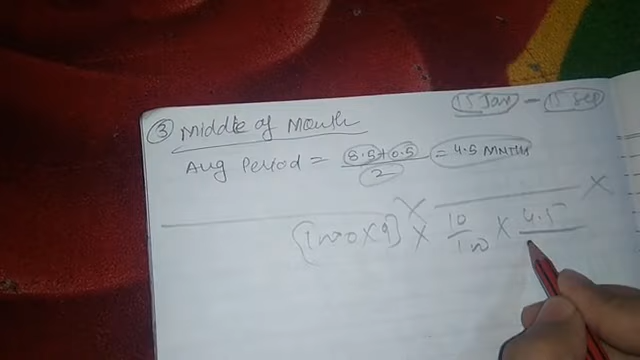 15 Jan - 15 Sep
③ Middle of Month
Avg Period = 8.5+0.5/2 = 4.5 MNTHS
× ×
[1000×9] × 10/100 × 4.5